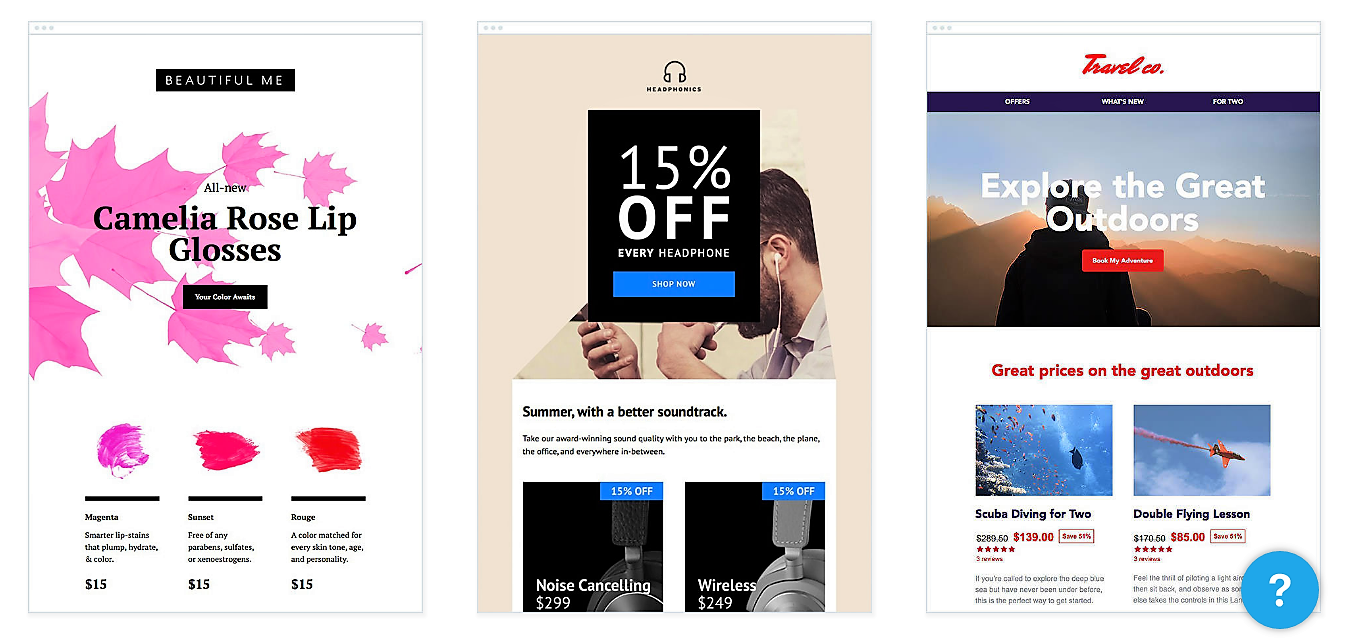 BEAUTIFUL ME
All-new
Camelia Rose Lip
Glosses
Your Color Awaits
Magenta
Smarter lip-stains
that plump, hydrate,
& color.
$15
Sunset
Free of any
parabens, sulfates,
or xenoestrogens.
$15
Rouge
A color matched for
every skin tone, age,
and personality.
$15
HEADPHONICS
15%
OFF
EVERY HEADPHONE
SHOP NOW
Summer, with a better soundtrack.
Take our award-winning sound quality with you to the park, the beach, the plane,
the office, and everywhere in-between.
15% OFF
Noise Cancelling
$299
15% OFF
Wireless
$249
Travel co.
OFFERS WHAT'S NEW FOR TWO
Explore the Great
Outdoors
Book My Adventure
Great prices on the great outdoors
Scuba Diving for Two
$289.50 $139.00 Save 51%
3 reviews
If you're called to explore the deep blue
sea but have never been under before,
this is the perfect way to get started.
Double Flying Lesson
$170.50 $85.00 Save 51%
3 reviews
Feel the thrill of piloting a light
then sit back, and observe as
else takes the controls in this
?